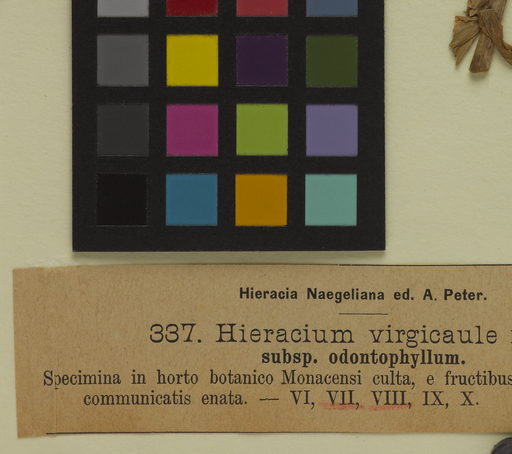 Hieracia Naegeliana ed. A. Peter.
337. Hieracium virgicaule
subsp. odontophyllum.
Specimina in horto botanico Monacensi culta, e fructibus
communicatis enata. — VI, VII, VIII, IX, X.